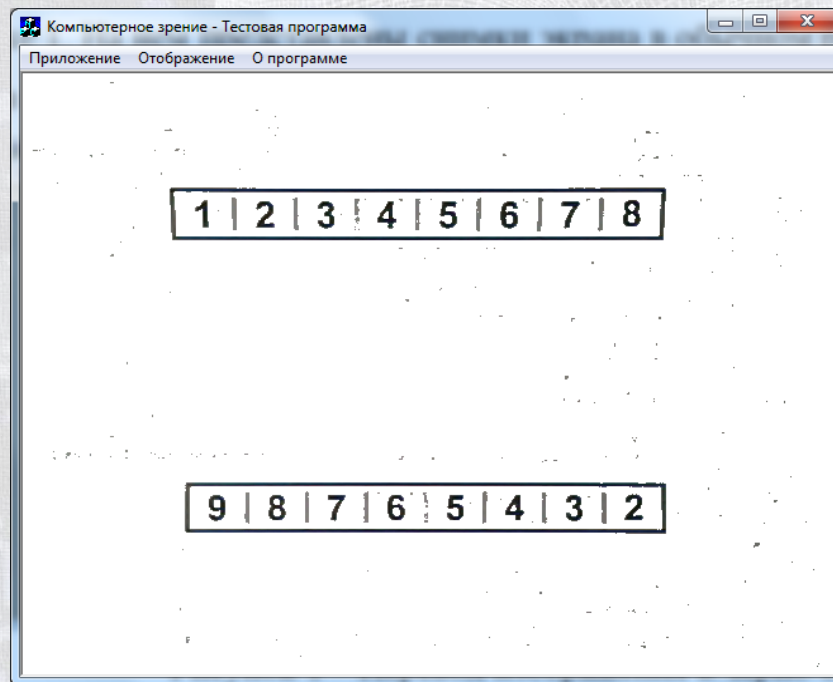 Компьютерное зрение - Тестовая программа
Приложение Отображение О программе
1 | 2 | 3 | 4 | 5 | 6 | 7 | 8
9 | 8 | 7 | 6 | 5 | 4 | 3 | 2